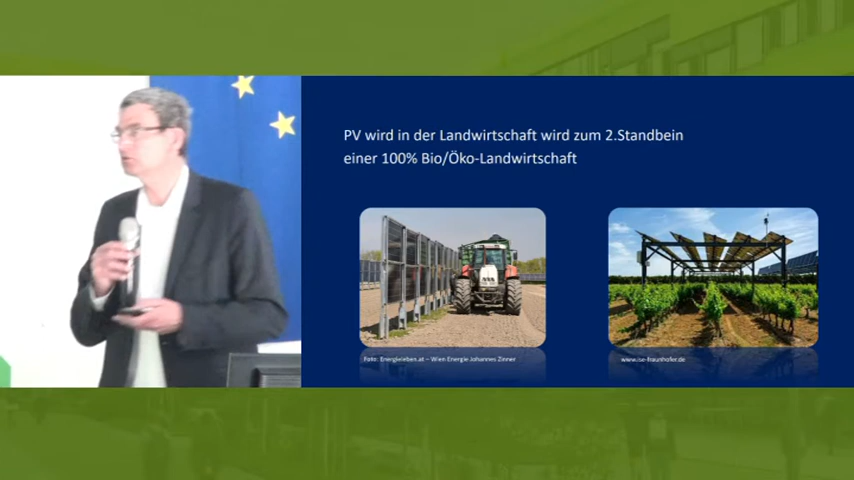 PV wird in der Landwirtschaft wird zum 2.Standbein
einer 100% Bio/Öko-Landwirtschaft
Foto: Energieleben.at – Wien Energie Johannes Zinner
www.ise-fraunhofer.de